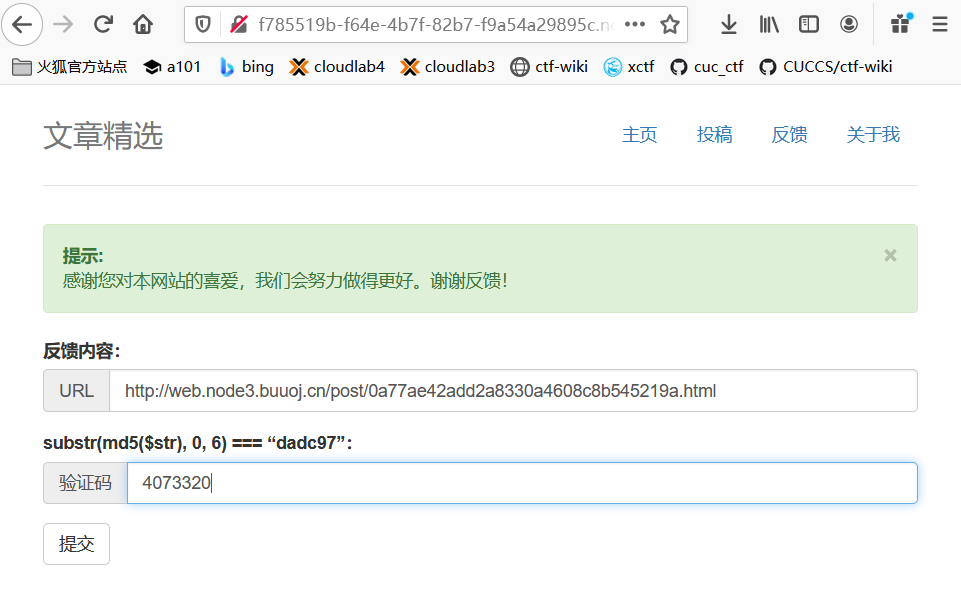 f785519b-f64e-4b7f-82b7-f9a54a29895c.n
火狐官方站点 a101 bing cloudlab4 cloudlab3 ctf-wiki xctf cuc_ctf CUCCS/ctf-wiki
文章精选 主页 投稿 反馈 关于我
提示: ×
感谢您对本网站的喜爱，我们会努力做得更好。谢谢反馈！
反馈内容：
URL http://web.node3.buuoj.cn/post/0a77ae42add2a8330a4608c8b545219a.html
substr(md5($str), 0, 6) === “dadc97”：
验证码 4073320
提交